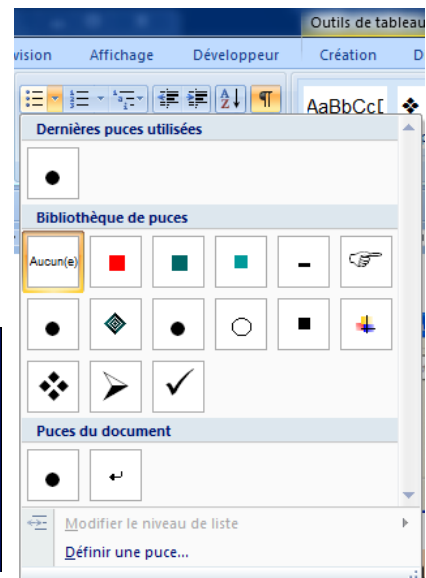 Outils de tableau
vision Affichage Développeur Création D
AaBbCc[
Dernières puces utilisées
Bibliothèque de puces
Aucun(e)
Puces du document
Modifier le niveau de liste
Définir une puce...